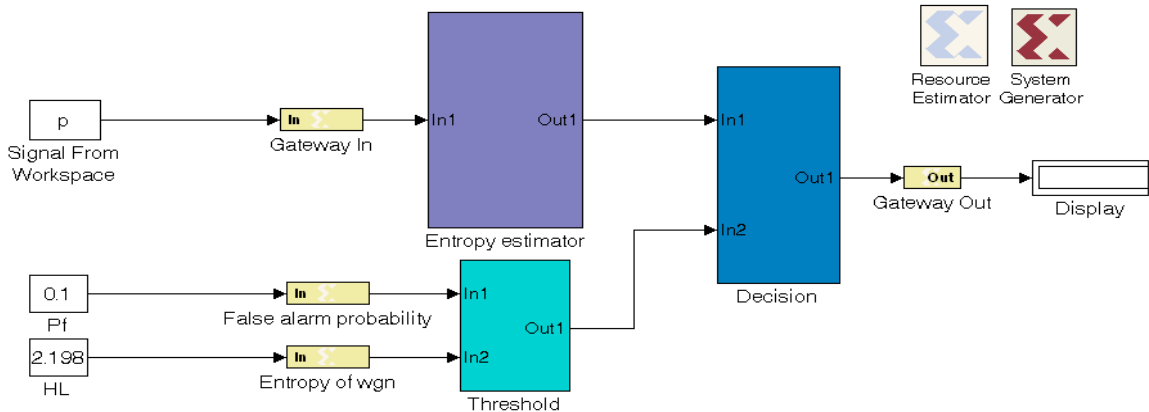 p
Signal From
Workspace
In
Gateway In
In1
Out1
Entropy estimator
In1
In2
Out1
Decision
Resource
Estimator
System
Generator
Out
Gateway Out
Display
0.1
Pf
In
False alarm probability
2.198
HL
In
Entropy of wgn
In1
In2
Out1
Threshold